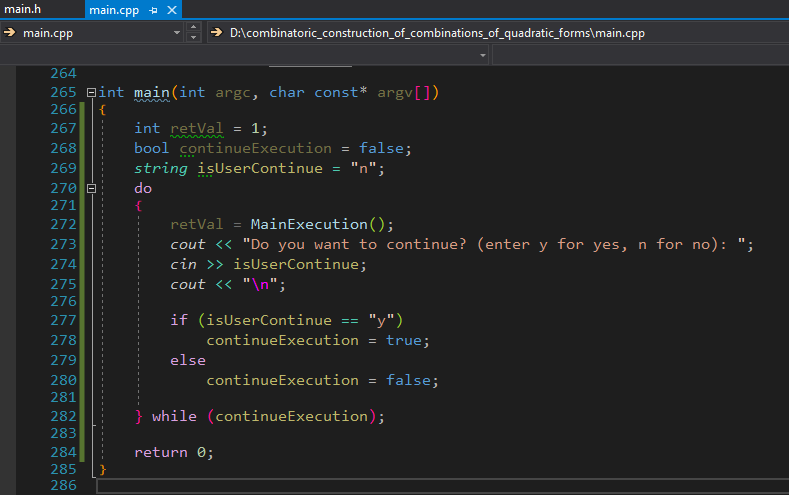 main.h
main.cpp
main.cpp
D:\combinatoric_construction_of_combinations_of_quadratic_forms\main.cpp
264
265 int main(int argc, char const* argv[])
266 {
267 int retVal = 1;
268 bool continueExecution = false;
269 string isUserContinue = "n";
270 do
271 {
272 retVal = MainExecution();
273 cout << "Do you want to continue? (enter y for yes, n for no): ";
274 cin >> isUserContinue;
275 cout << "\n";
276
277 if (isUserContinue == "y")
278 continueExecution = true;
279 else
280 continueExecution = false;
281
282 } while (continueExecution);
283
284 return 0;
285 }
286